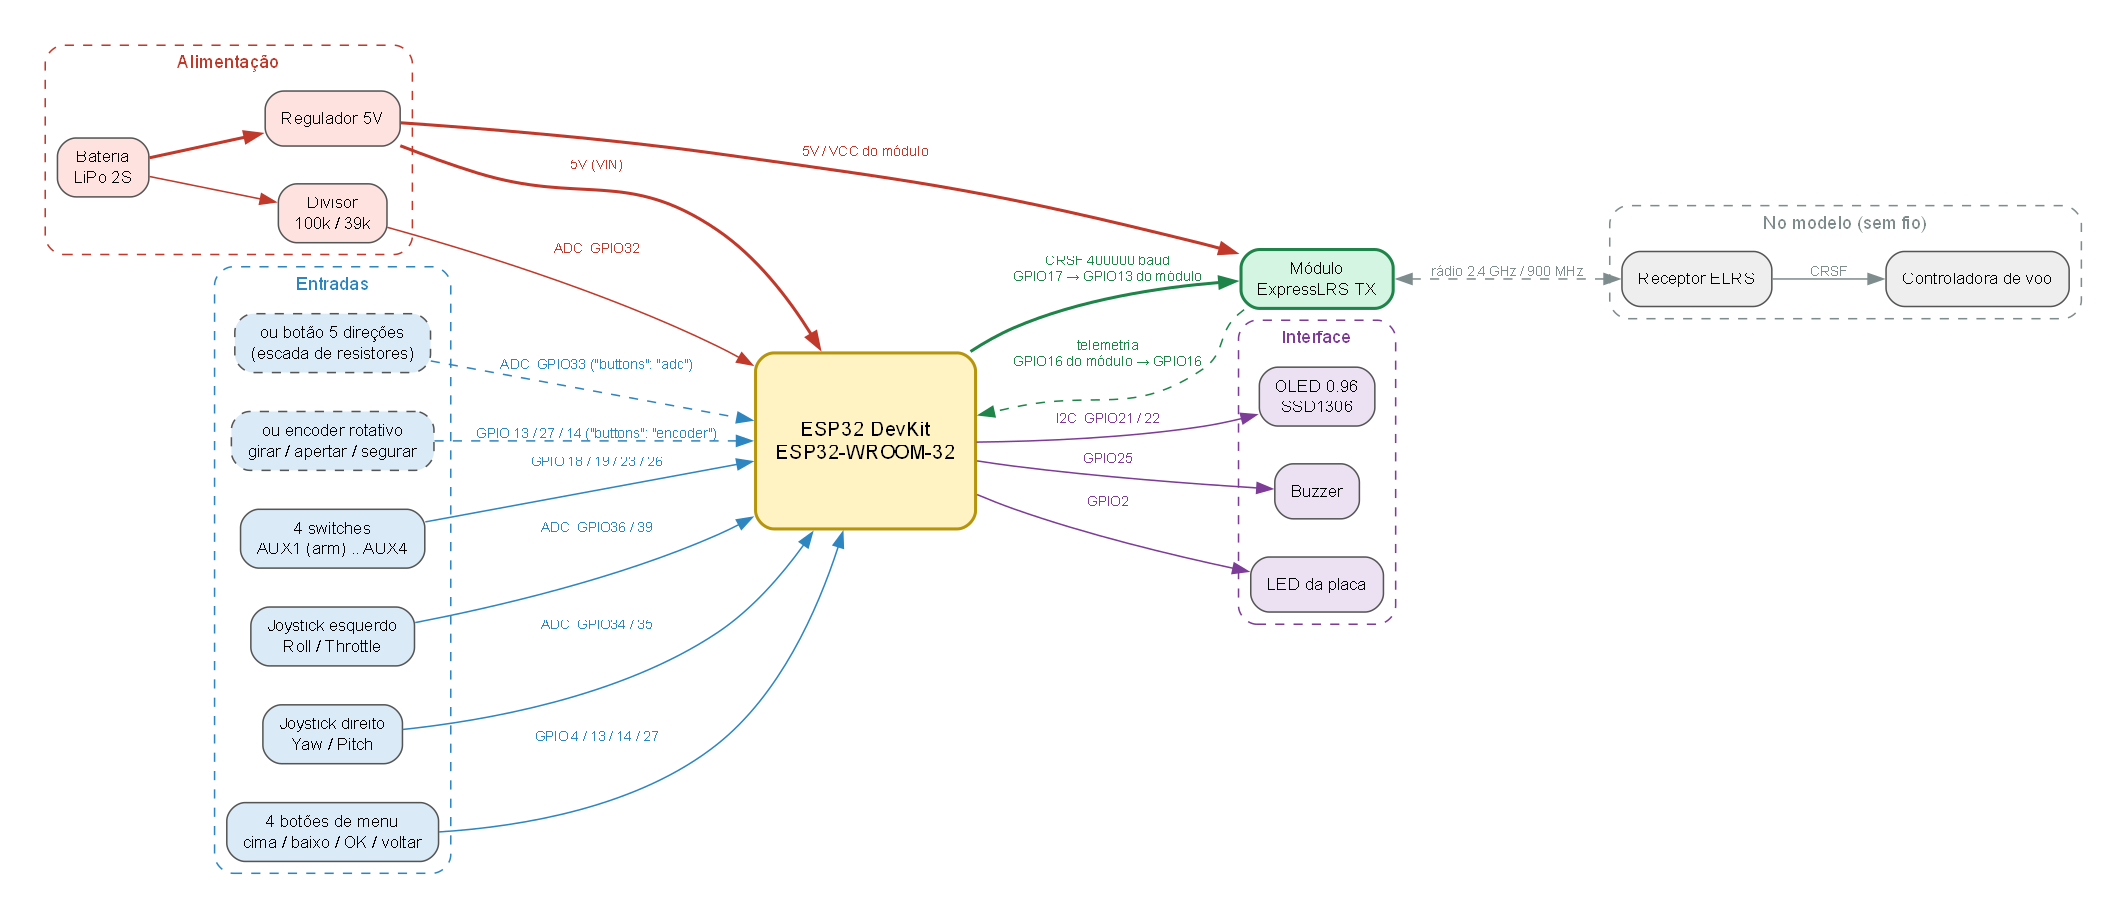 Alimentação
Regulador 5V
Bateria
LiPo 2S
Divisor
100k / 39k
5V (VIN)
5V / VCC do módulo
ADC GPIO32
Entradas
ou botão 5 direções
(escada de resistores)
ADC GPIO33 ("buttons": "adc")
ou encoder rotativo
girar / apertar / segurar
GPIO 13 / 27 / 14 ("buttons": "encoder")
GPIO 18 / 19 / 23 / 26
4 switches
AUX1 (arm) .. AUX4
ADC GPIO36 / 39
Joystick esquerdo
Roll / Throttle
ADC GPIO34 / 35
Joystick direito
Yaw / Pitch
GPIO 4 / 13 / 14 / 27
4 botões de menu
cima / baixo / OK / voltar
ESP32 DevKit
ESP32-WROOM-32
CRSF 400000 baud
GPIO17 → GPIO13 do módulo
Módulo
ExpressLRS TX
telemetria
GPIO16 do módulo → GPIO16
Interface
I2C GPIO21 / 22
OLED 0.96
SSD1306
GPIO25
Buzzer
GPIO2
LED da placa
rádio 2.4 GHz / 900 MHz
No modelo (sem fio)
Receptor ELRS
CRSF
Controladora de voo